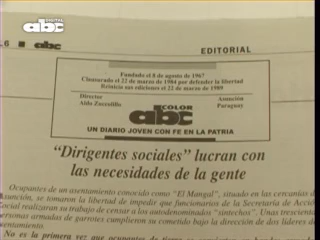 DIGITAL
abc
6 abc
EDITORIAL
Fundado el 8 de agosto de 1967
Clausurado el 22 de marzo de 1984 por defender la libertad
Reinicia sus ediciones el 22 de marzo de 1989
Director
Aldo Zuccolillo
Asunción
Paraguay
COLOR
abc
UN DIARIO JOVEN CON FE EN LA PATRIA
“Dirigentes sociales” lucran con
las necesidades de la gente
Ocupantes de un asentamiento conocido como "El Mangal", situado en las cercanías d
Asunción, se tomaron la libertad de impedir que funcionarios de la Secretaría de Acció
Social realizaran su trabajo de censar a los autodenominados "sintechos". Unas trescienta
personas armadas de garrotes cumplieron su cometido bajo la dirección de dos líderes d
No es la primera vez que